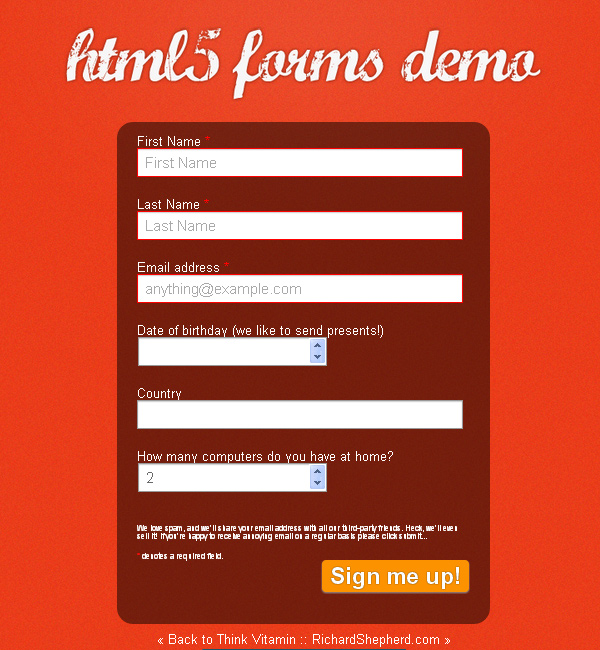 html5 forms demo
First Name *
First Name
Last Name *
Last Name
Email address *
anything@example.com
Date of birthday (we like to send presents!)
Country
How many computers do you have at home?
2
We love spam, and we'll share your email address with all our third-party friends. Heck, we'll even
sell it! If you're happy to receive annoying email on a regular basis please click submit...
* denotes a required field.
Sign me up!
« Back to Think Vitamin :: RichardShepherd.com »